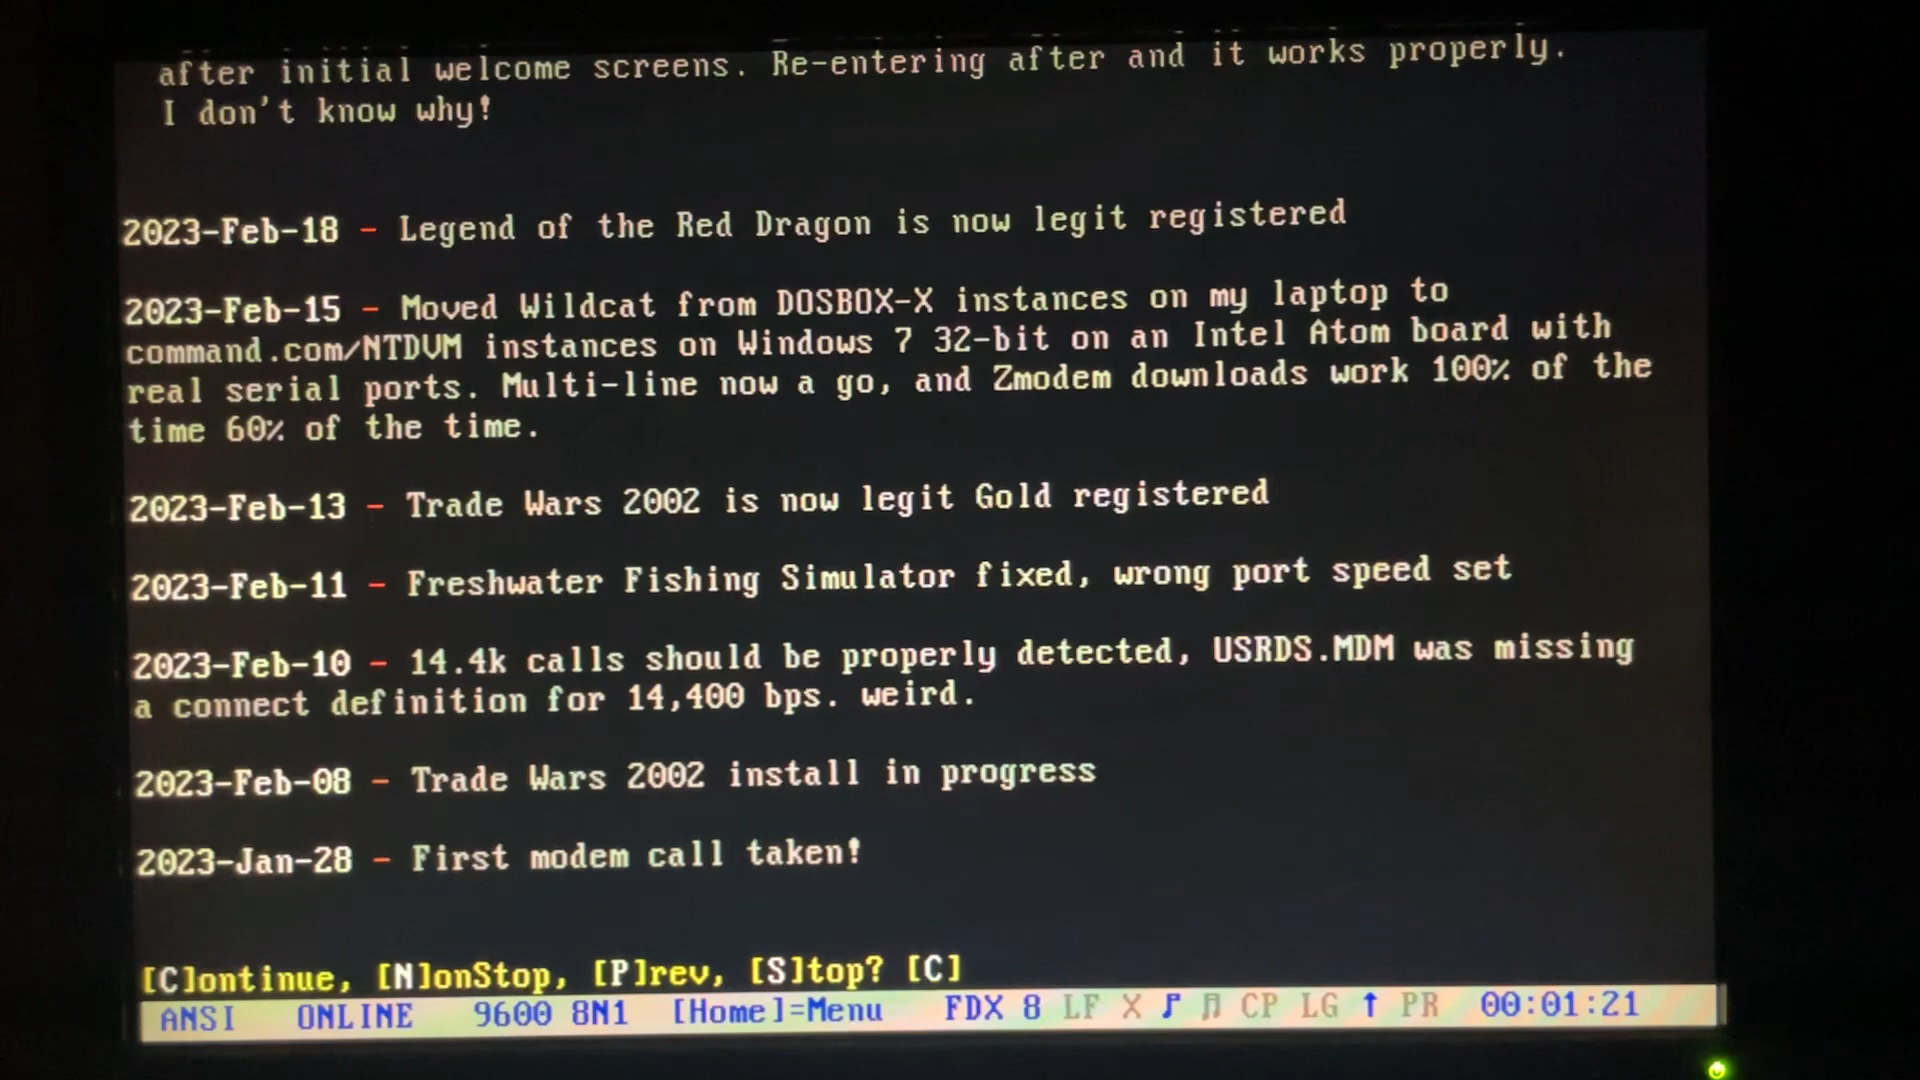 after initial welcome screens. Re-entering after and it works properly.
I don't know why!
2023-Feb-18 - Legend of the Red Dragon is now legit registered
2023-Feb-15 - Moved Wildcat from DOSBOX-X instances on my laptop to
command.com/NTDVM instances on Windows 7 32-bit on an Intel Atom board with
real serial ports. Multi-line now a go, and Zmodem downloads work 100% of the
time 60% of the time.
2023-Feb-13 - Trade Wars 2002 is now legit Gold registered
2023-Feb-11 - Freshwater Fishing Simulator fixed, wrong port speed set
2023-Feb-10 - 14.4k calls should be properly detected, USRDS.MDM was missing
a connect definition for 14,400 bps. weird.
2023-Feb-08 - Trade Wars 2002 install in progress
2023-Jan-28 - First modem call taken!
[C]ontinue, [N]onStop, [P]rev, [S]top? [C]
ANSI ONLINE 9600 8N1 [Home]=Menu FDX 8 LF X ♪ ♫ CP LG ↑ PR 00:01:21